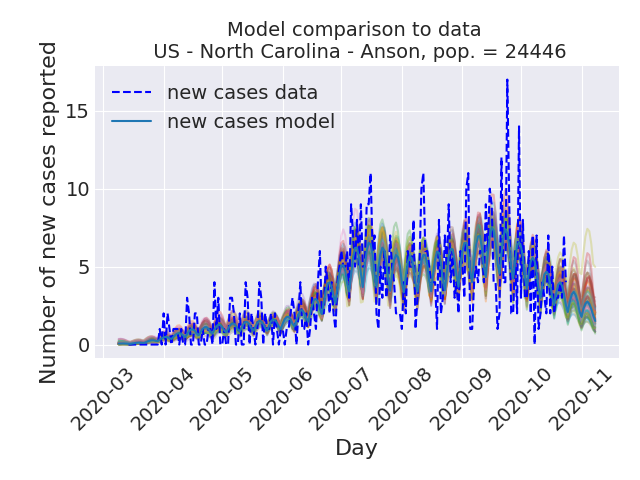 Model comparison to data
US - North Carolina - Anson, pop. = 24446
Number of new cases reported
new cases data
new cases model
15
10
5
0
2020-03
2020-04
2020-05
2020-06
2020-07
2020-08
2020-09
2020-10
2020-11
Day